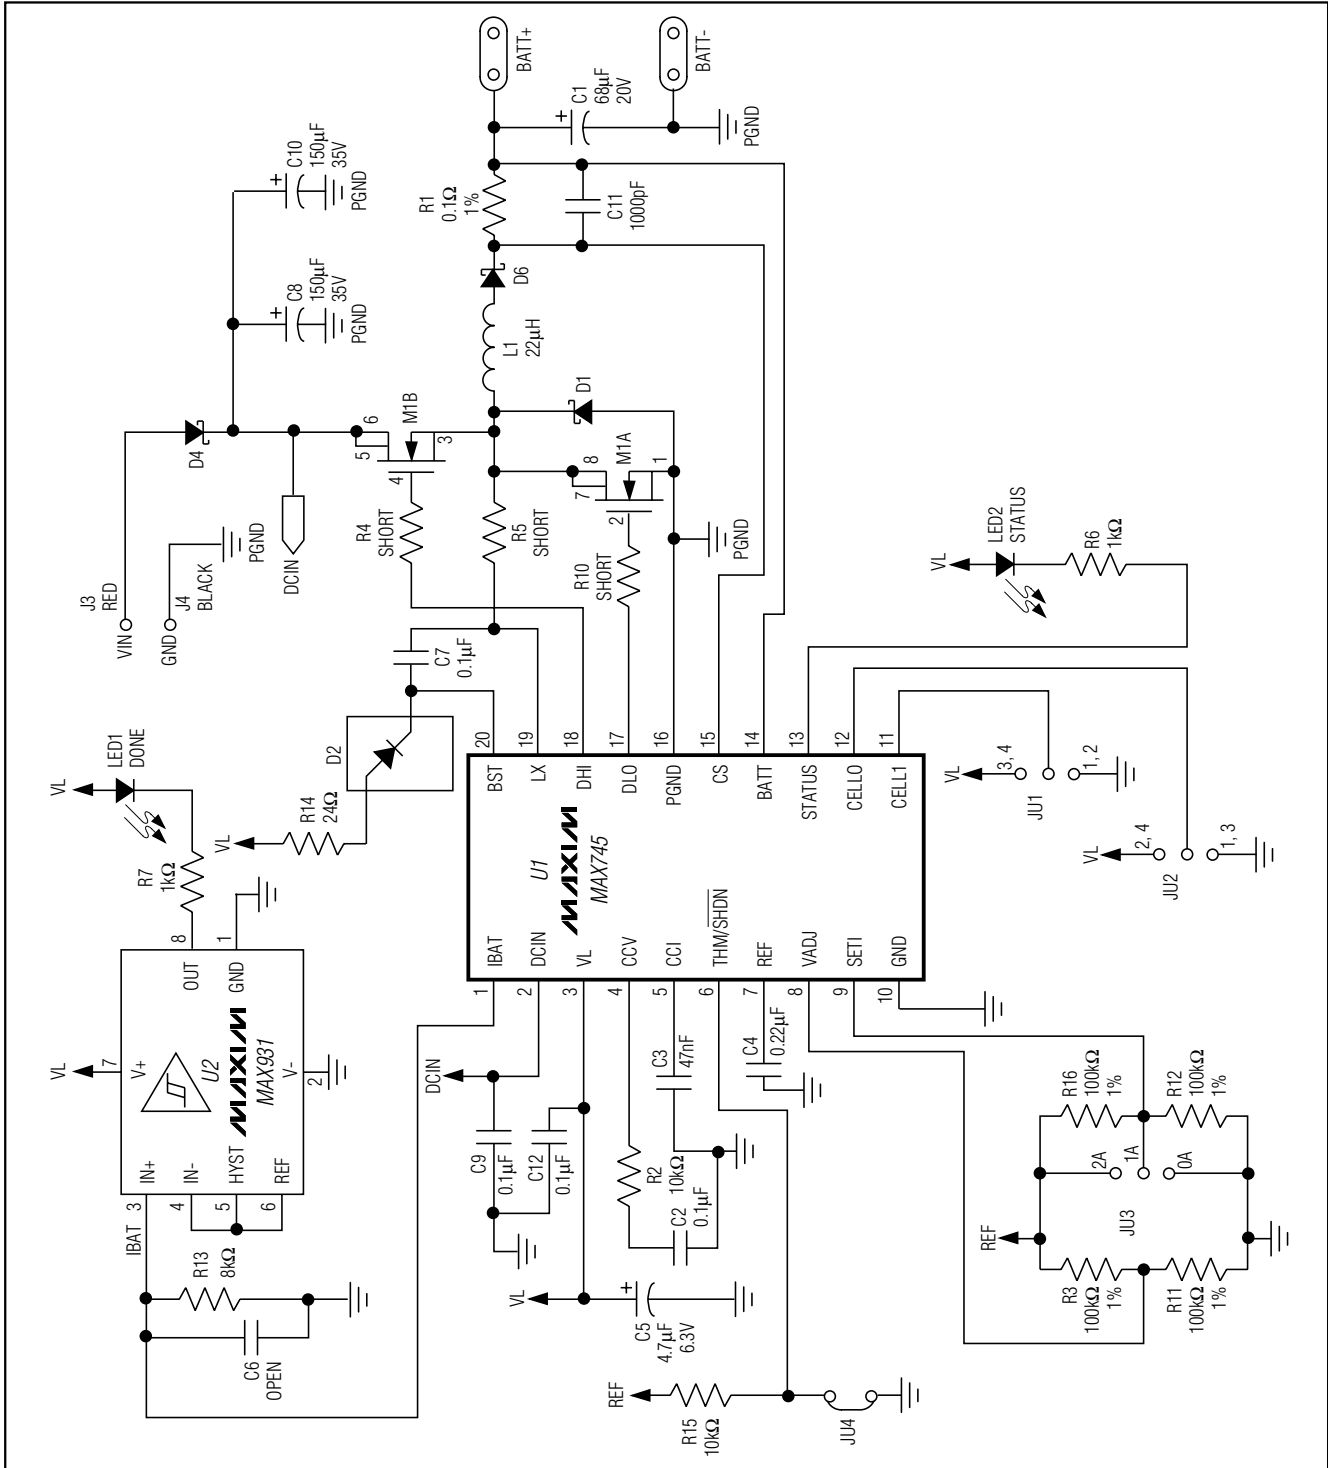 BATT+
BATT-
C1
68µF
20V
PGND
C10
150µF
35V
PGND
C8
150µF
35V
PGND
R1
0.1Ω
1%
C11
1000pF
D6
L1
22µH
D4
DCIN
5
6
M1B
4
3
D1
7
8
M1A
2
1
PGND
R4
SHORT
R5
SHORT
R10
SHORT
J3
RED
VIN
GND
J4
BLACK
PGND
C7
0.1µF
D2
R14
24Ω
VL
VL
LED1
DONE
R7
1kΩ
VL
LED2
STATUS
R6
1kΩ
VL
3, 4
JU1
1, 2
VL
2, 4
JU2
1, 3
20
19
18
17
16
15
14
13
12
11
BST
LX
DHI
DLO
PGND
CS
BATT
STATUS
CELL0
CELL1
U1
MAXIM
MAX745
IBAT
DCIN
VL
CCV
CCI
THM/SHDN
REF
VADJ
SETI
GND
1
2
3
4
5
6
7
8
9
10
8
1
OUT
GND
VL
7
V+
U2
MAXIM
MAX931
V-
2
IN+
IN-
HYST
REF
3
4
5
6
IBAT
R13
8kΩ
C6
OPEN
DCIN
C9
0.1µF
C12
0.1µF
VL
C5
4.7µF
6.3V
R2
10kΩ
C2
0.1µF
C3
47nF
C4
0.22µF
REF
R15
10kΩ
JU4
REF
R16
100kΩ
1%
R12
100kΩ
1%
2A
1A
0A
JU3
R3
100kΩ
1%
R11
100kΩ
1%